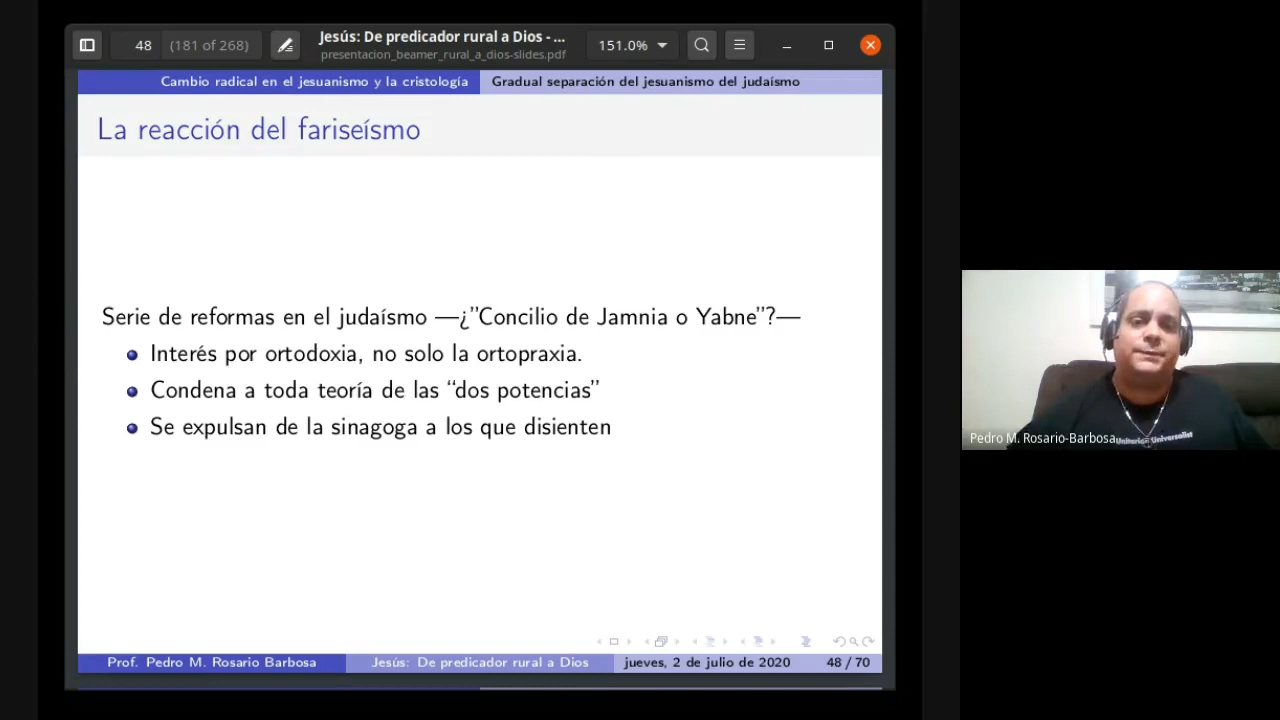 48 (181 of 268)
Jesús: De predicador rural a Dios - ...
presentacion_beamer_rural_a_dios-slides.pdf
151.0%
Cambio radical en el jesuanismo y la cristología Gradual separación del jesuanismo del judaísmo
La reacción del fariseísmo
Serie de reformas en el judaísmo —¿”Concilio de Jamnia o Yabne”?—
Interés por ortodoxia, no solo la ortopraxia.
Condena a toda teoría de las “dos potencias”
Se expulsan de la sinagoga a los que disienten
Prof. Pedro M. Rosario Barbosa Jesús: De predicador rural a Dios jueves, 2 de julio de 2020 48 / 70
Pedro M. Rosario-Barbosa
Unitarian Universalist